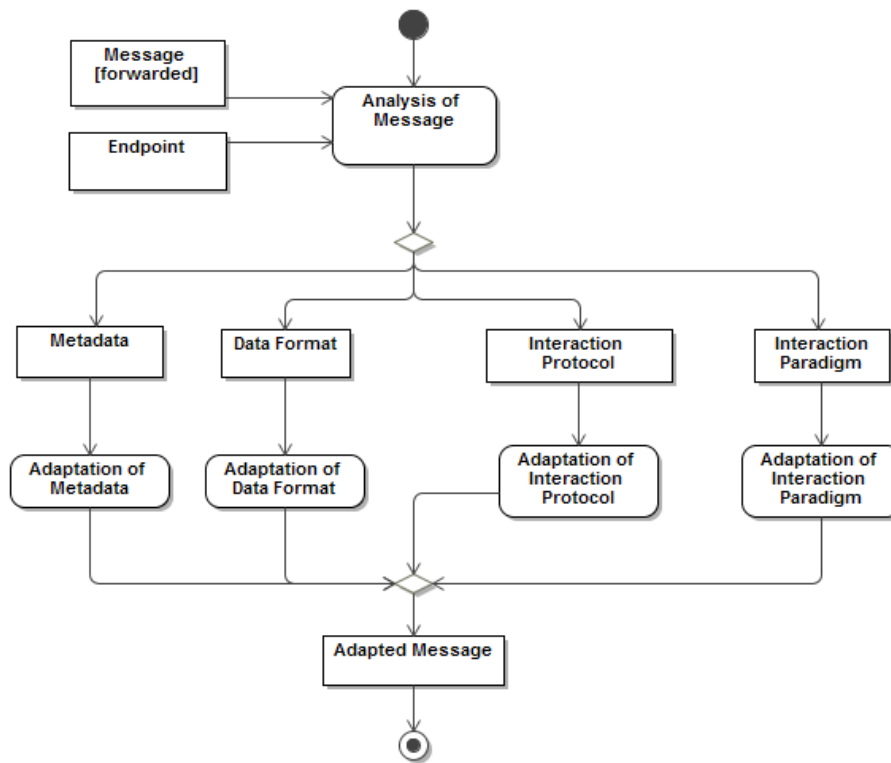 Message
[forwarded]
Analysis of
Message
Endpoint
Metadata
Data Format
Interaction
Protocol
Interaction
Paradigm
Adaptation of
Metadata
Adaptation of
Data Format
Adaptation of
Interaction
Protocol
Adaptation of
Interaction
Paradigm
Adapted Message